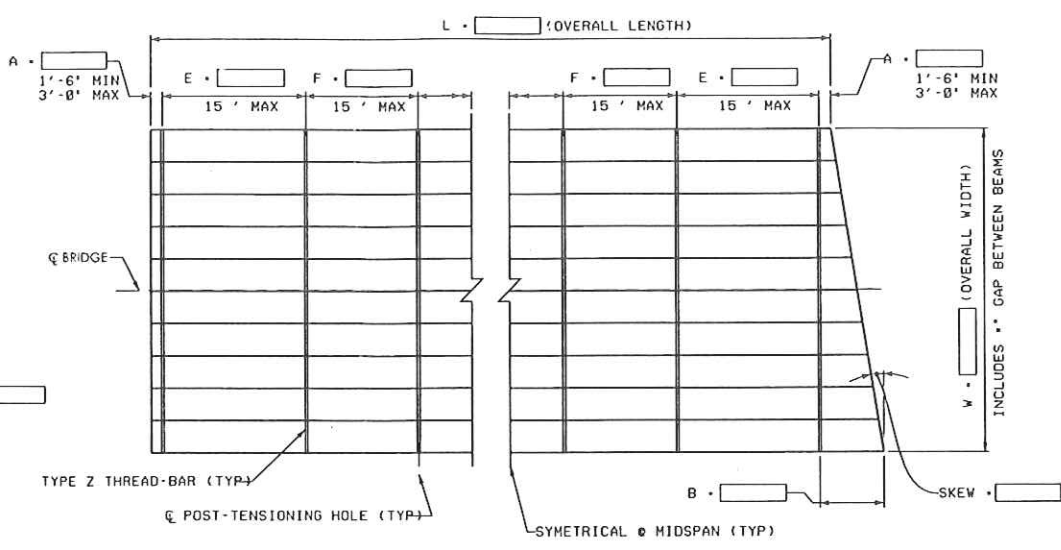 L • (OVERALL LENGTH)
A •
1'-6" MIN
3'-0" MAX
E •
15 ' MAX
F •
15 ' MAX
F •
15 ' MAX
E •
15 ' MAX
A •
1'-6" MIN
3'-0" MAX
℄ BRIDGE
W • (OVERALL WIDTH)
INCLUDES •" GAP BETWEEN BEAMS
TYPE Z THREAD-BAR (TYP)
℄ POST-TENSIONING HOLE (TYP)
SYMETRICAL @ MIDSPAN (TYP)
B •
SKEW •